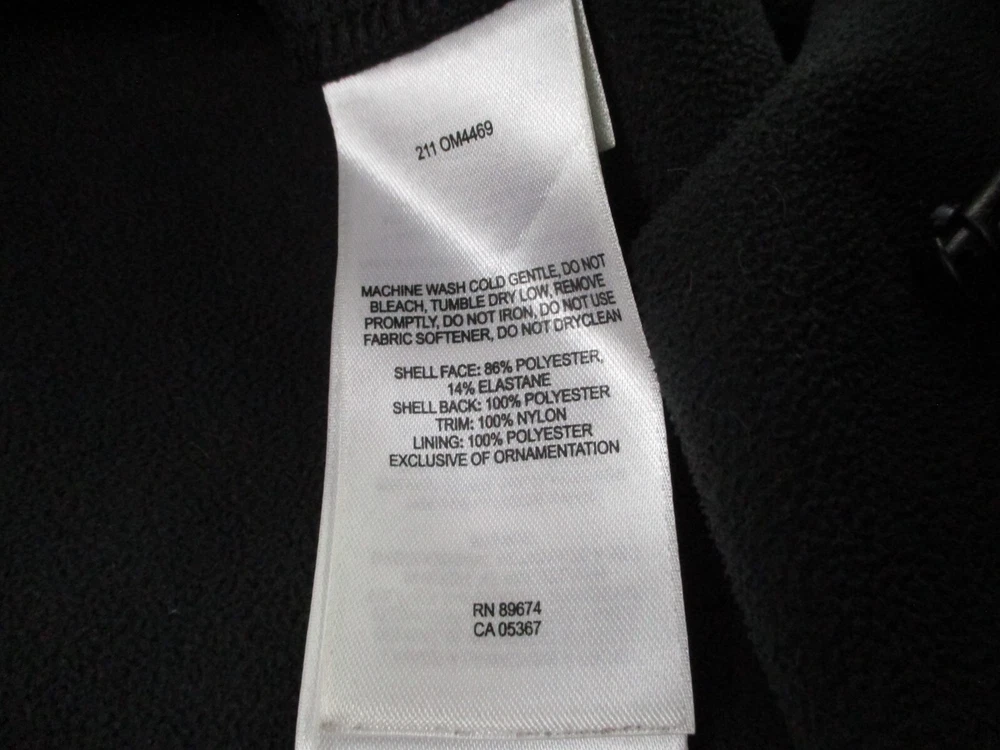 211 OM4469
MACHINE WASH COLD GENTLE, DO NOT
BLEACH, TUMBLE DRY LOW, REMOVE
PROMPTLY, DO NOT IRON, DO NOT USE
FABRIC SOFTENER, DO NOT DRYCLEAN
SHELL FACE: 86% POLYESTER,
14% ELASTANE
SHELL BACK: 100% POLYESTER
TRIM: 100% NYLON
LINING: 100% POLYESTER
EXCLUSIVE OF ORNAMENTATION
RN 89674
CA 05367